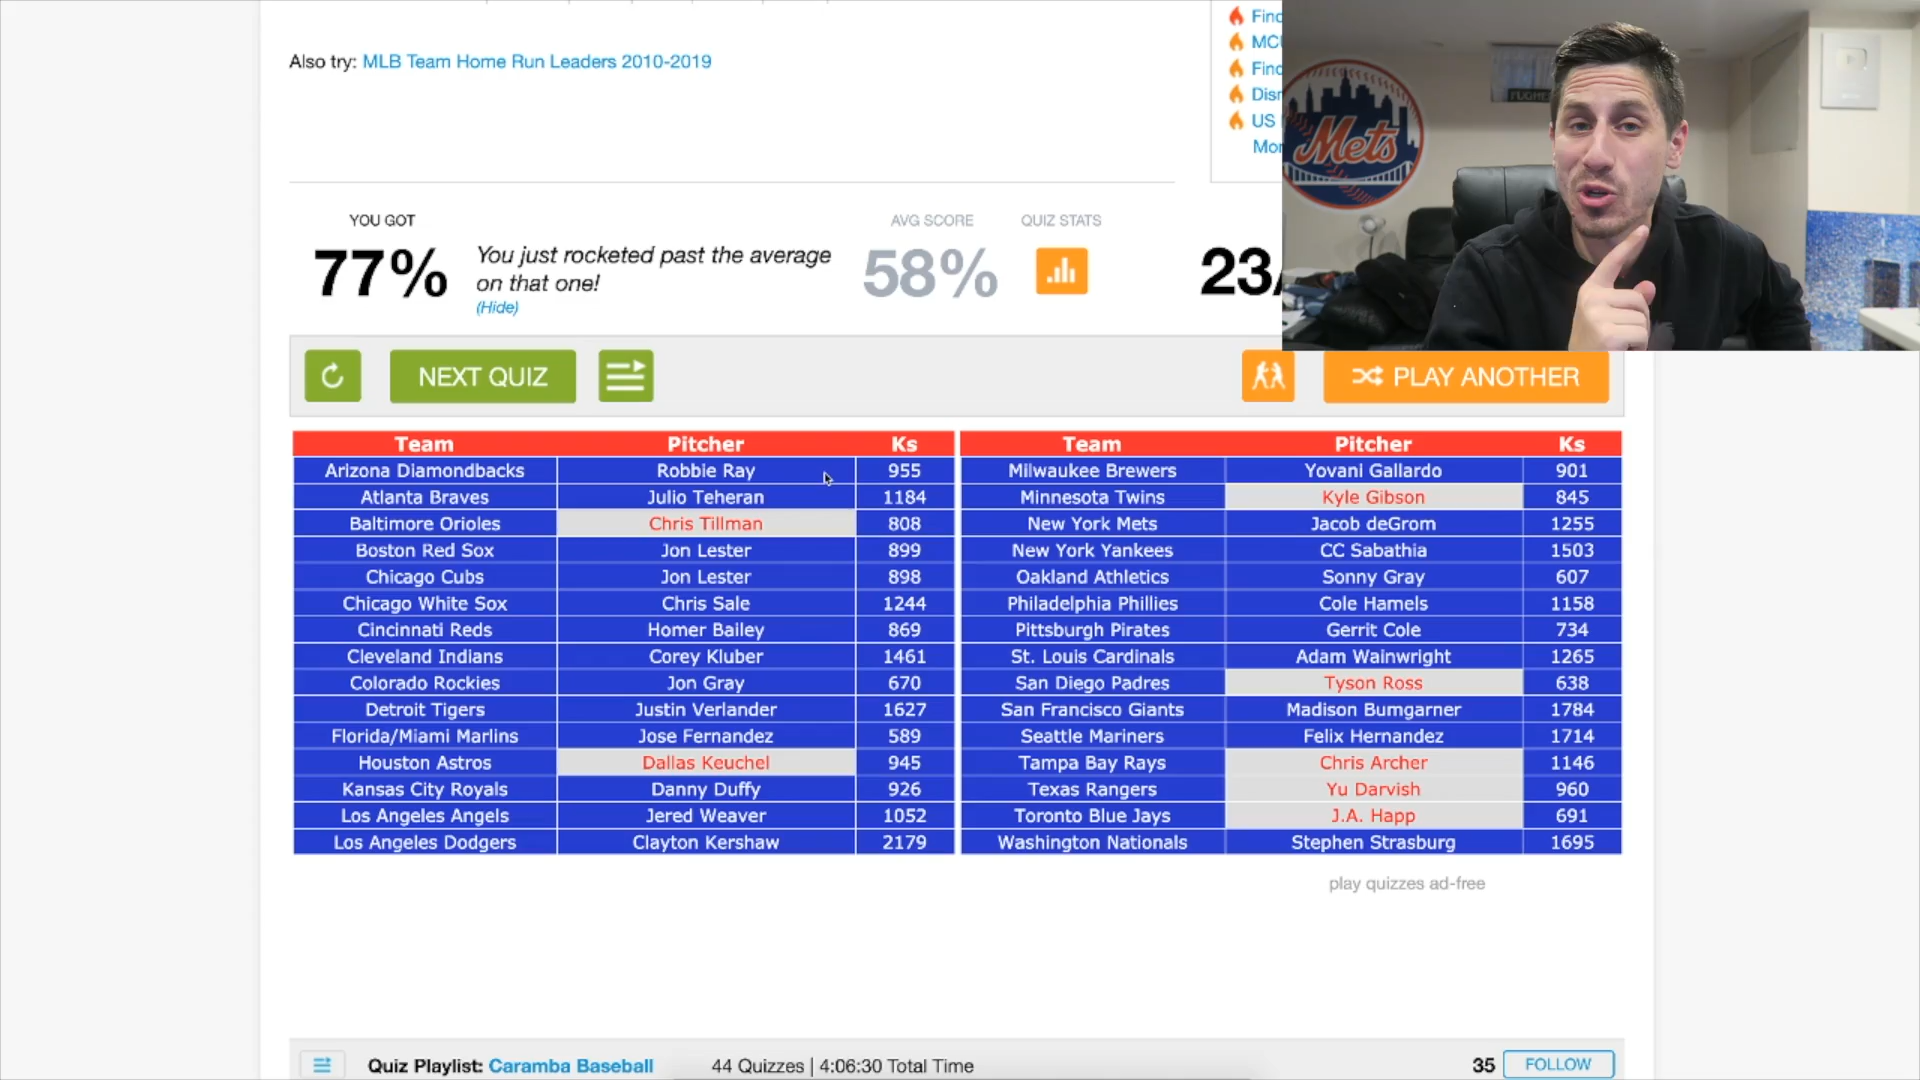 Also try: MLB Team Home Run Leaders 2010-2019
Find
MCU
Find
US
Mets
YOU GOT
77%
You just rocketed past the average
on that one!
(Hide)
AVG SCORE
58%
QUIZ STATS
23/
NEXT QUIZ
PLAY ANOTHER
Team Pitcher Ks Team Pitcher Ks
Arizona Diamondbacks Robbie Ray 955 Milwaukee Brewers Yovani Gallardo 901
Atlanta Braves Julio Teheran 1184 Minnesota Twins Kyle Gibson 845
Baltimore Orioles Chris Tillman 808 New York Mets Jacob deGrom 1255
Boston Red Sox Jon Lester 899 New York Yankees CC Sabathia 1503
Chicago Cubs Jon Lester 898 Oakland Athletics Sonny Gray 607
Chicago White Sox Chris Sale 1244 Philadelphia Phillies Cole Hamels 1158
Cincinnati Reds Homer Bailey 869 Pittsburgh Pirates Gerrit Cole 734
Cleveland Indians Corey Kluber 1461 St. Louis Cardinals Adam Wainwright 1265
Colorado Rockies Jon Gray 670 San Diego Padres Tyson Ross 638
Detroit Tigers Justin Verlander 1627 San Francisco Giants Madison Bumgarner 1784
Florida/Miami Marlins Jose Fernandez 589 Seattle Mariners Felix Hernandez 1714
Houston Astros Dallas Keuchel 945 Tampa Bay Rays Chris Archer 1146
Kansas City Royals Danny Duffy 926 Texas Rangers Yu Darvish 960
Los Angeles Angels Jered Weaver 1052 Toronto Blue Jays J.A. Happ 691
Los Angeles Dodgers Clayton Kershaw 2179 Washington Nationals Stephen Strasburg 1695
play quizzes ad-free
Quiz Playlist: Caramba Baseball 44 Quizzes | 4:06:30 Total Time 35 FOLLOW